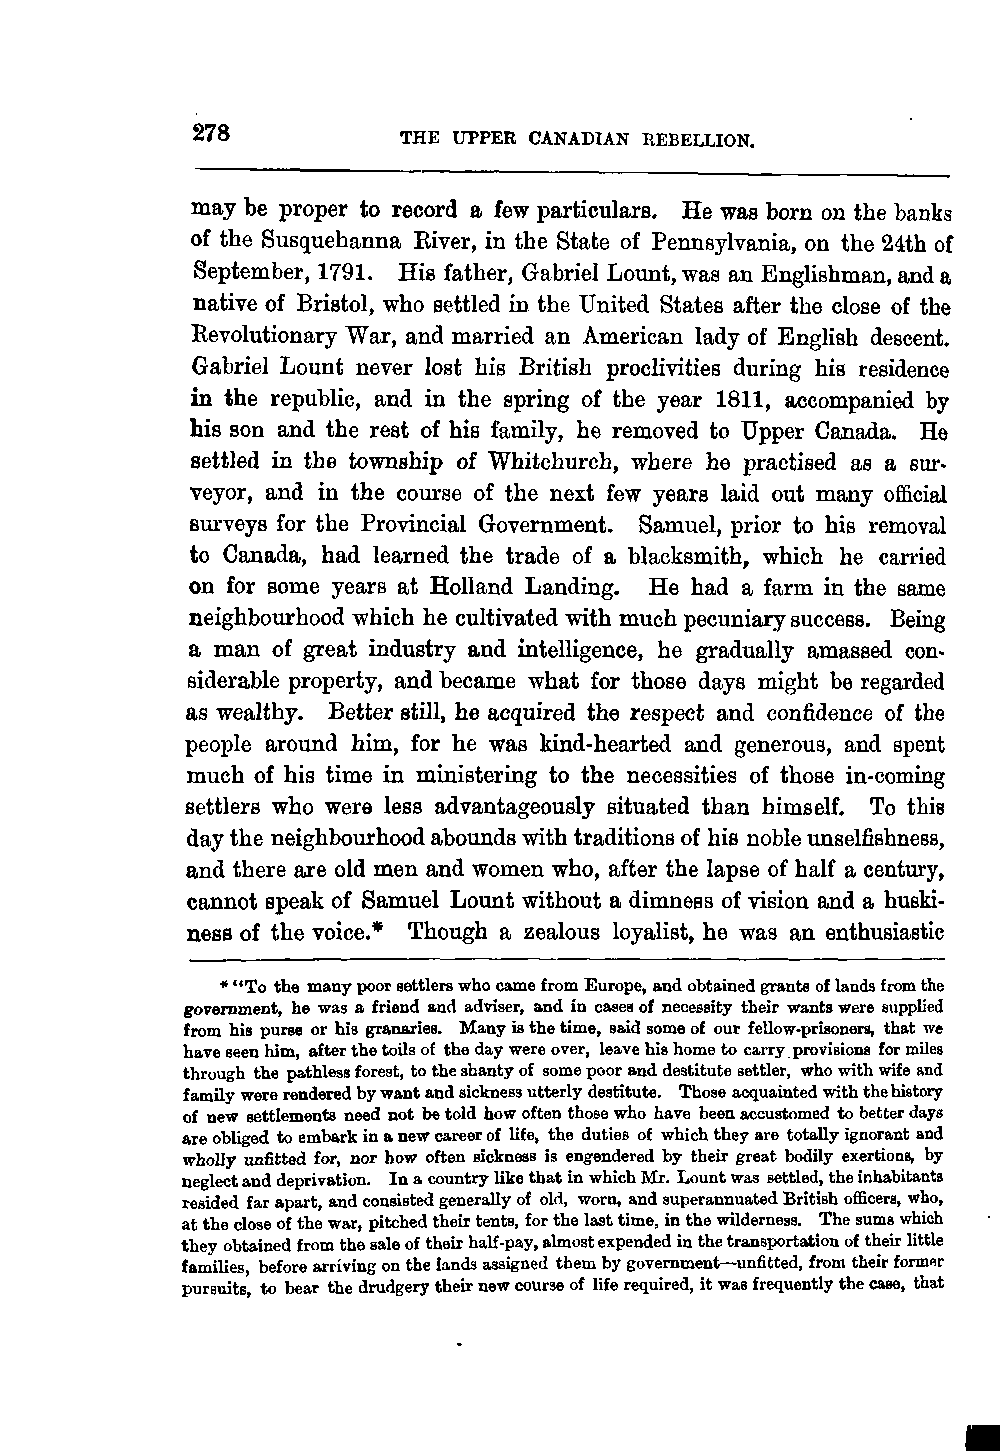 278
THE UPPER CANADIAN REBELLION.
may be proper to record a few particulars. He was born on the banks
of the Susquehanna River, in the State of Pennsylvania, on the 24th of
September, 1791. His father, Gabriel Lount, was an Englishman, and a
native of Bristol, who settled in the United States after the close of the
Revolutionary War, and married an American lady of English descent.
Gabriel Lount never lost his British proclivities during his residence
in the republic, and in the spring of the year 1811, accompanied by
his son and the rest of his family, he removed to Upper Canada. He
settled in the township of Whitchurch, where he practised as a sur-
veyor, and in the course of the next few years laid out many official
surveys for the Provincial Government. Samuel, prior to his removal
to Canada, had learned the trade of a blacksmith, which he carried
on for some years at Holland Landing. He had a farm in the same
neighbourhood which he cultivated with much pecuniary success. Being
a man of great industry and intelligence, he gradually amassed con-
siderable property, and became what for those days might be regarded
as wealthy. Better still, he acquired the respect and confidence of the
people around him, for he was kind-hearted and generous, and spent
much of his time in ministering to the necessities of those in-coming
settlers who were less advantageously situated than himself. To this
day the neighbourhood abounds with traditions of his noble unselfishness,
and there are old men and women who, after the lapse of half a century,
cannot speak of Samuel Lount without a dimness of vision and a huski-
ness of the voice.* Though a zealous loyalist, he was an enthusiastic
* "To the many poor settlers who came from Europe, and obtained grants of lands from the
government, he was a friend and adviser, and in cases of necessity their wants were supplied
from his purse or his granaries. Many is the time, said some of our fellow-prisoners, that we
have seen him, after the toils of the day were over, leave his home to carry provisions for miles
through the pathless forest, to the shanty of some poor and destitute settler, who with wife and
family were rendered by want and sickness utterly destitute. Those acquainted with the history
of new settlements need not be told how often those who have been accustomed to better days
are obliged to embark in a new career of life, the duties of which they are totally ignorant and
wholly unfitted for, nor how often sickness is engendered by their great bodily exertions, by
neglect and deprivation. In a country like that in which Mr. Lount was settled, the inhabitants
resided far apart, and consisted generally of old, worn, and superannuated British officers, who,
at the close of the war, pitched their tents, for the last time, in the wilderness. The sums which
they obtained from the sale of their half-pay, almost expended in the transportation of their little
families, before arriving on the lands assigned them by government—unfitted, from their former
pursuits, to bear the drudgery their new course of life required, it was frequently the case, that